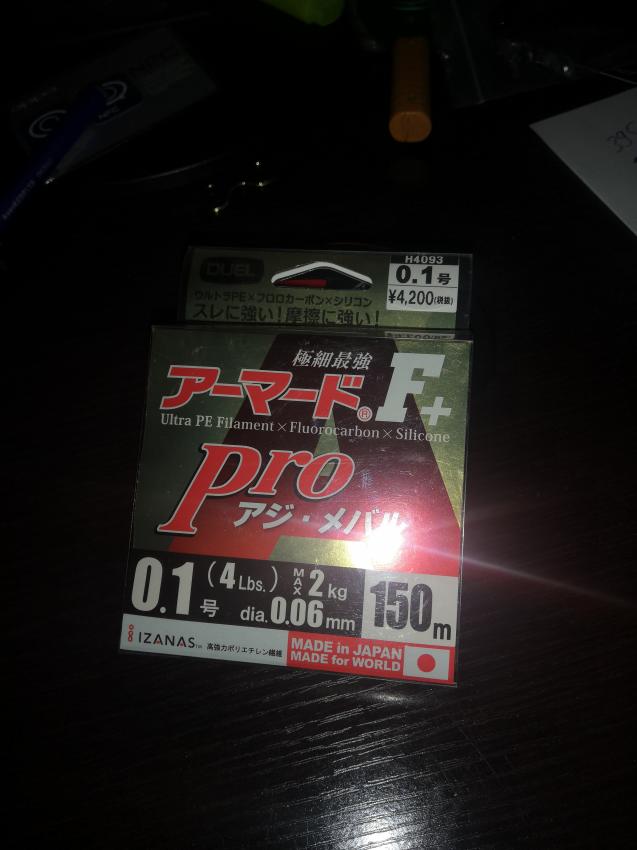 DUEL
H4093
0.1号
¥4,200(税抜)
ウルトラPE×フロロカーボン×シリコン
スレに強い!摩擦に強い!
極細最強
アーマード® F+
Ultra PE Filament×Fluorocarbon×Silicone
Pro
アジ・メバル
0.1号 (4Lbs.) MAX 2kg
dia.0.06mm
150m
IZANAS™ 高強力ポリエチレン繊維
MADE in JAPAN
MADE for WORLD